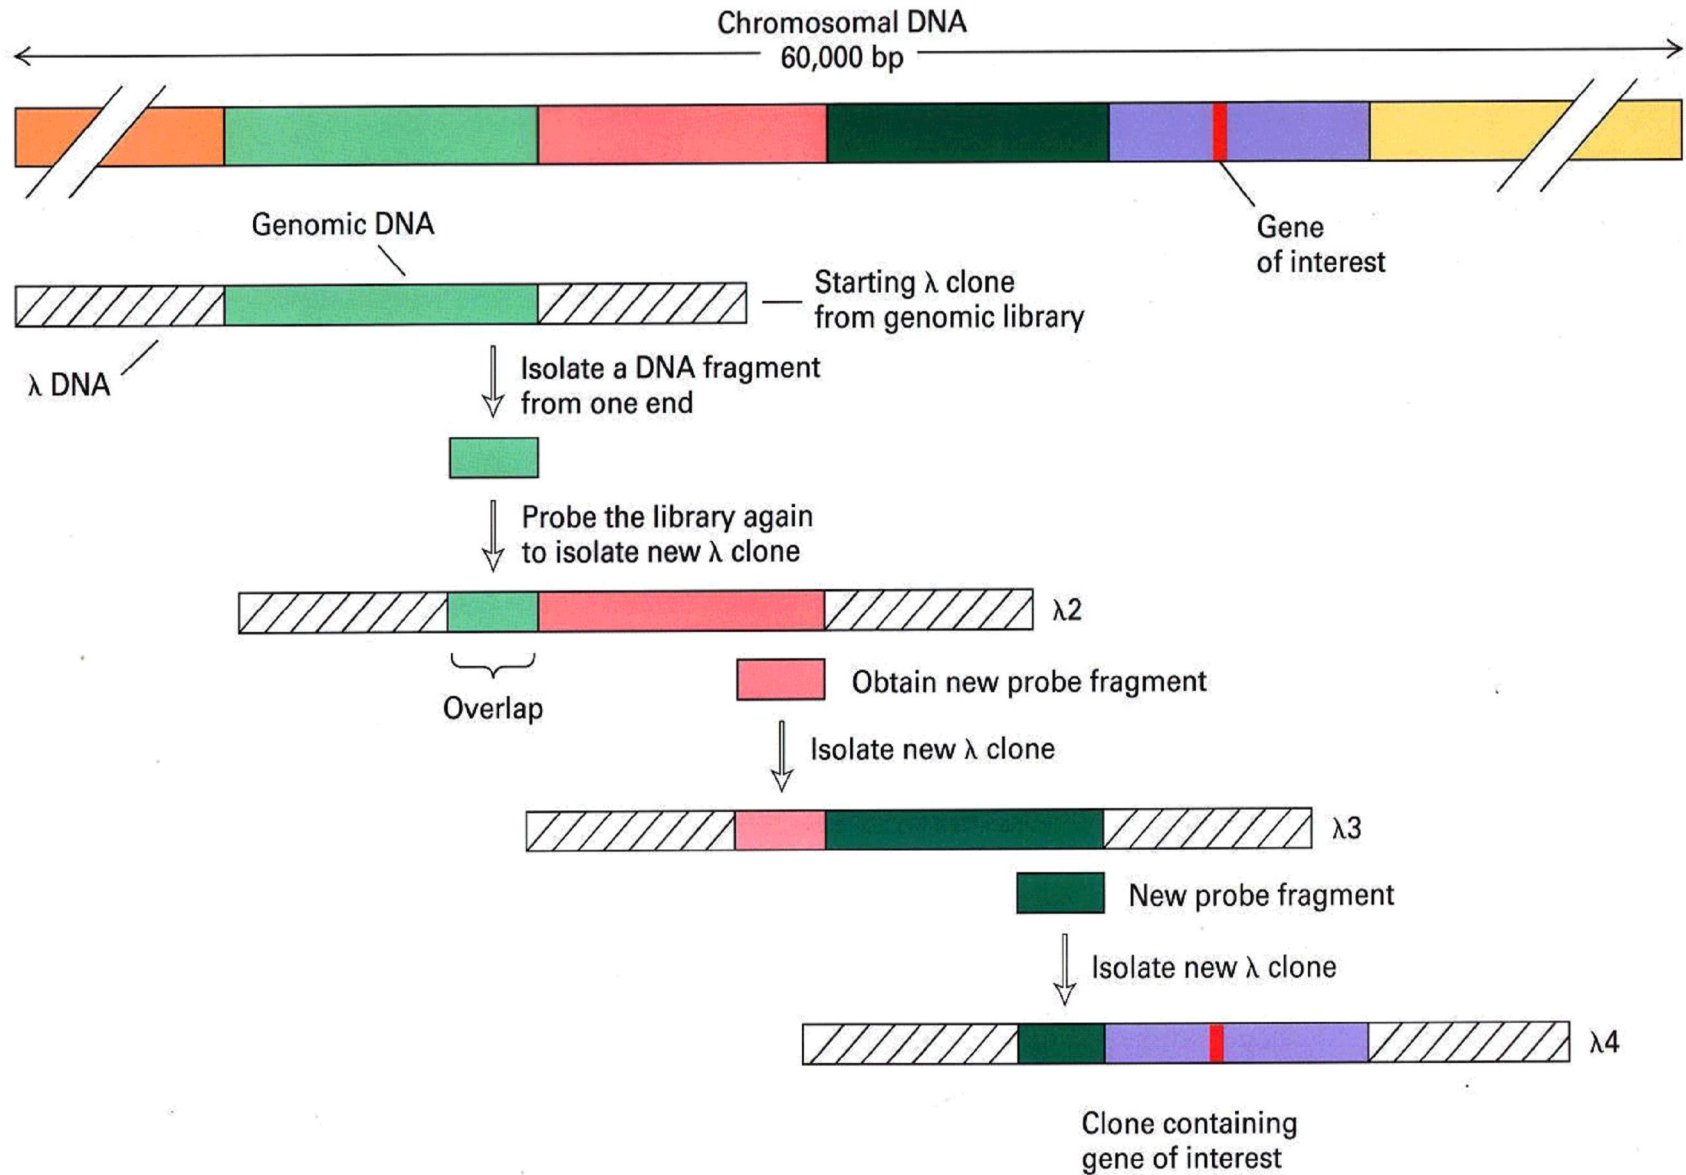 Chromosomal DNA
60,000 bp
Gene
of interest
Genomic DNA
Starting λ clone
from genomic library
λ DNA
Isolate a DNA fragment
from one end
Probe the library again
to isolate new λ clone
λ2
Overlap
Obtain new probe fragment
Isolate new λ clone
λ3
New probe fragment
Isolate new λ clone
λ4
Clone containing
gene of interest